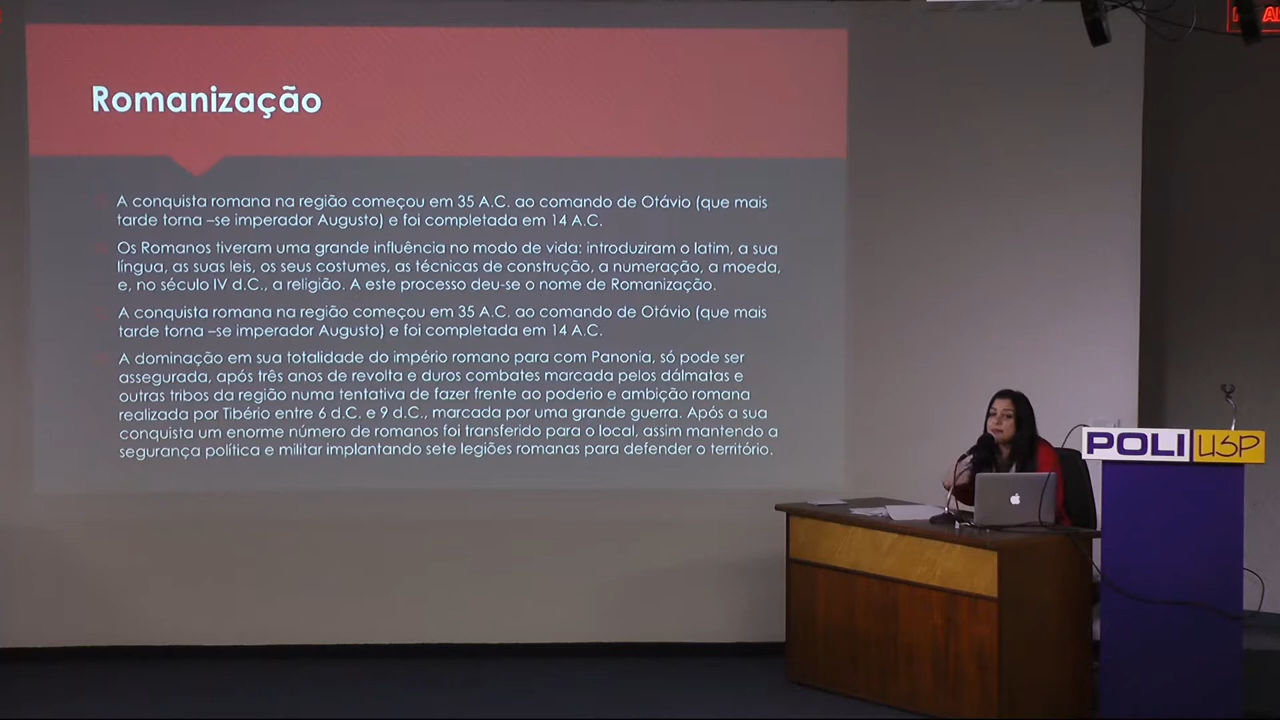 Romanização
A conquista romana na região começou em 35 A.C. ao comando de Otávio (que mais
tarde torna –se imperador Augusto) e foi completada em 14 A.C.
Os Romanos tiveram uma grande influência no modo de vida: introduziram o latim, a sua
língua, as suas leis, os seus costumes, as técnicas de construção, a numeração, a moeda,
e, no século IV d.C., a religião. A este processo deu-se o nome de Romanização.
A conquista romana na região começou em 35 A.C. ao comando de Otávio (que mais
tarde torna –se imperador Augusto) e foi completada em 14 A.C.
A dominação em sua totalidade do império romano para com Panonia, só pode ser
assegurada, após três anos de revolta e duros combates marcada pelos dálmatas e
outras tribos da região numa tentativa de fazer frente ao poderio e ambição romana
realizada por Tibério entre 6 d.C. e 9 d.C., marcada por uma grande guerra. Após a sua
conquista um enorme número de romanos foi transferido para o local, assim mantendo a
segurança política e militar implantando sete legiões romanas para defender o território.
POLI USP